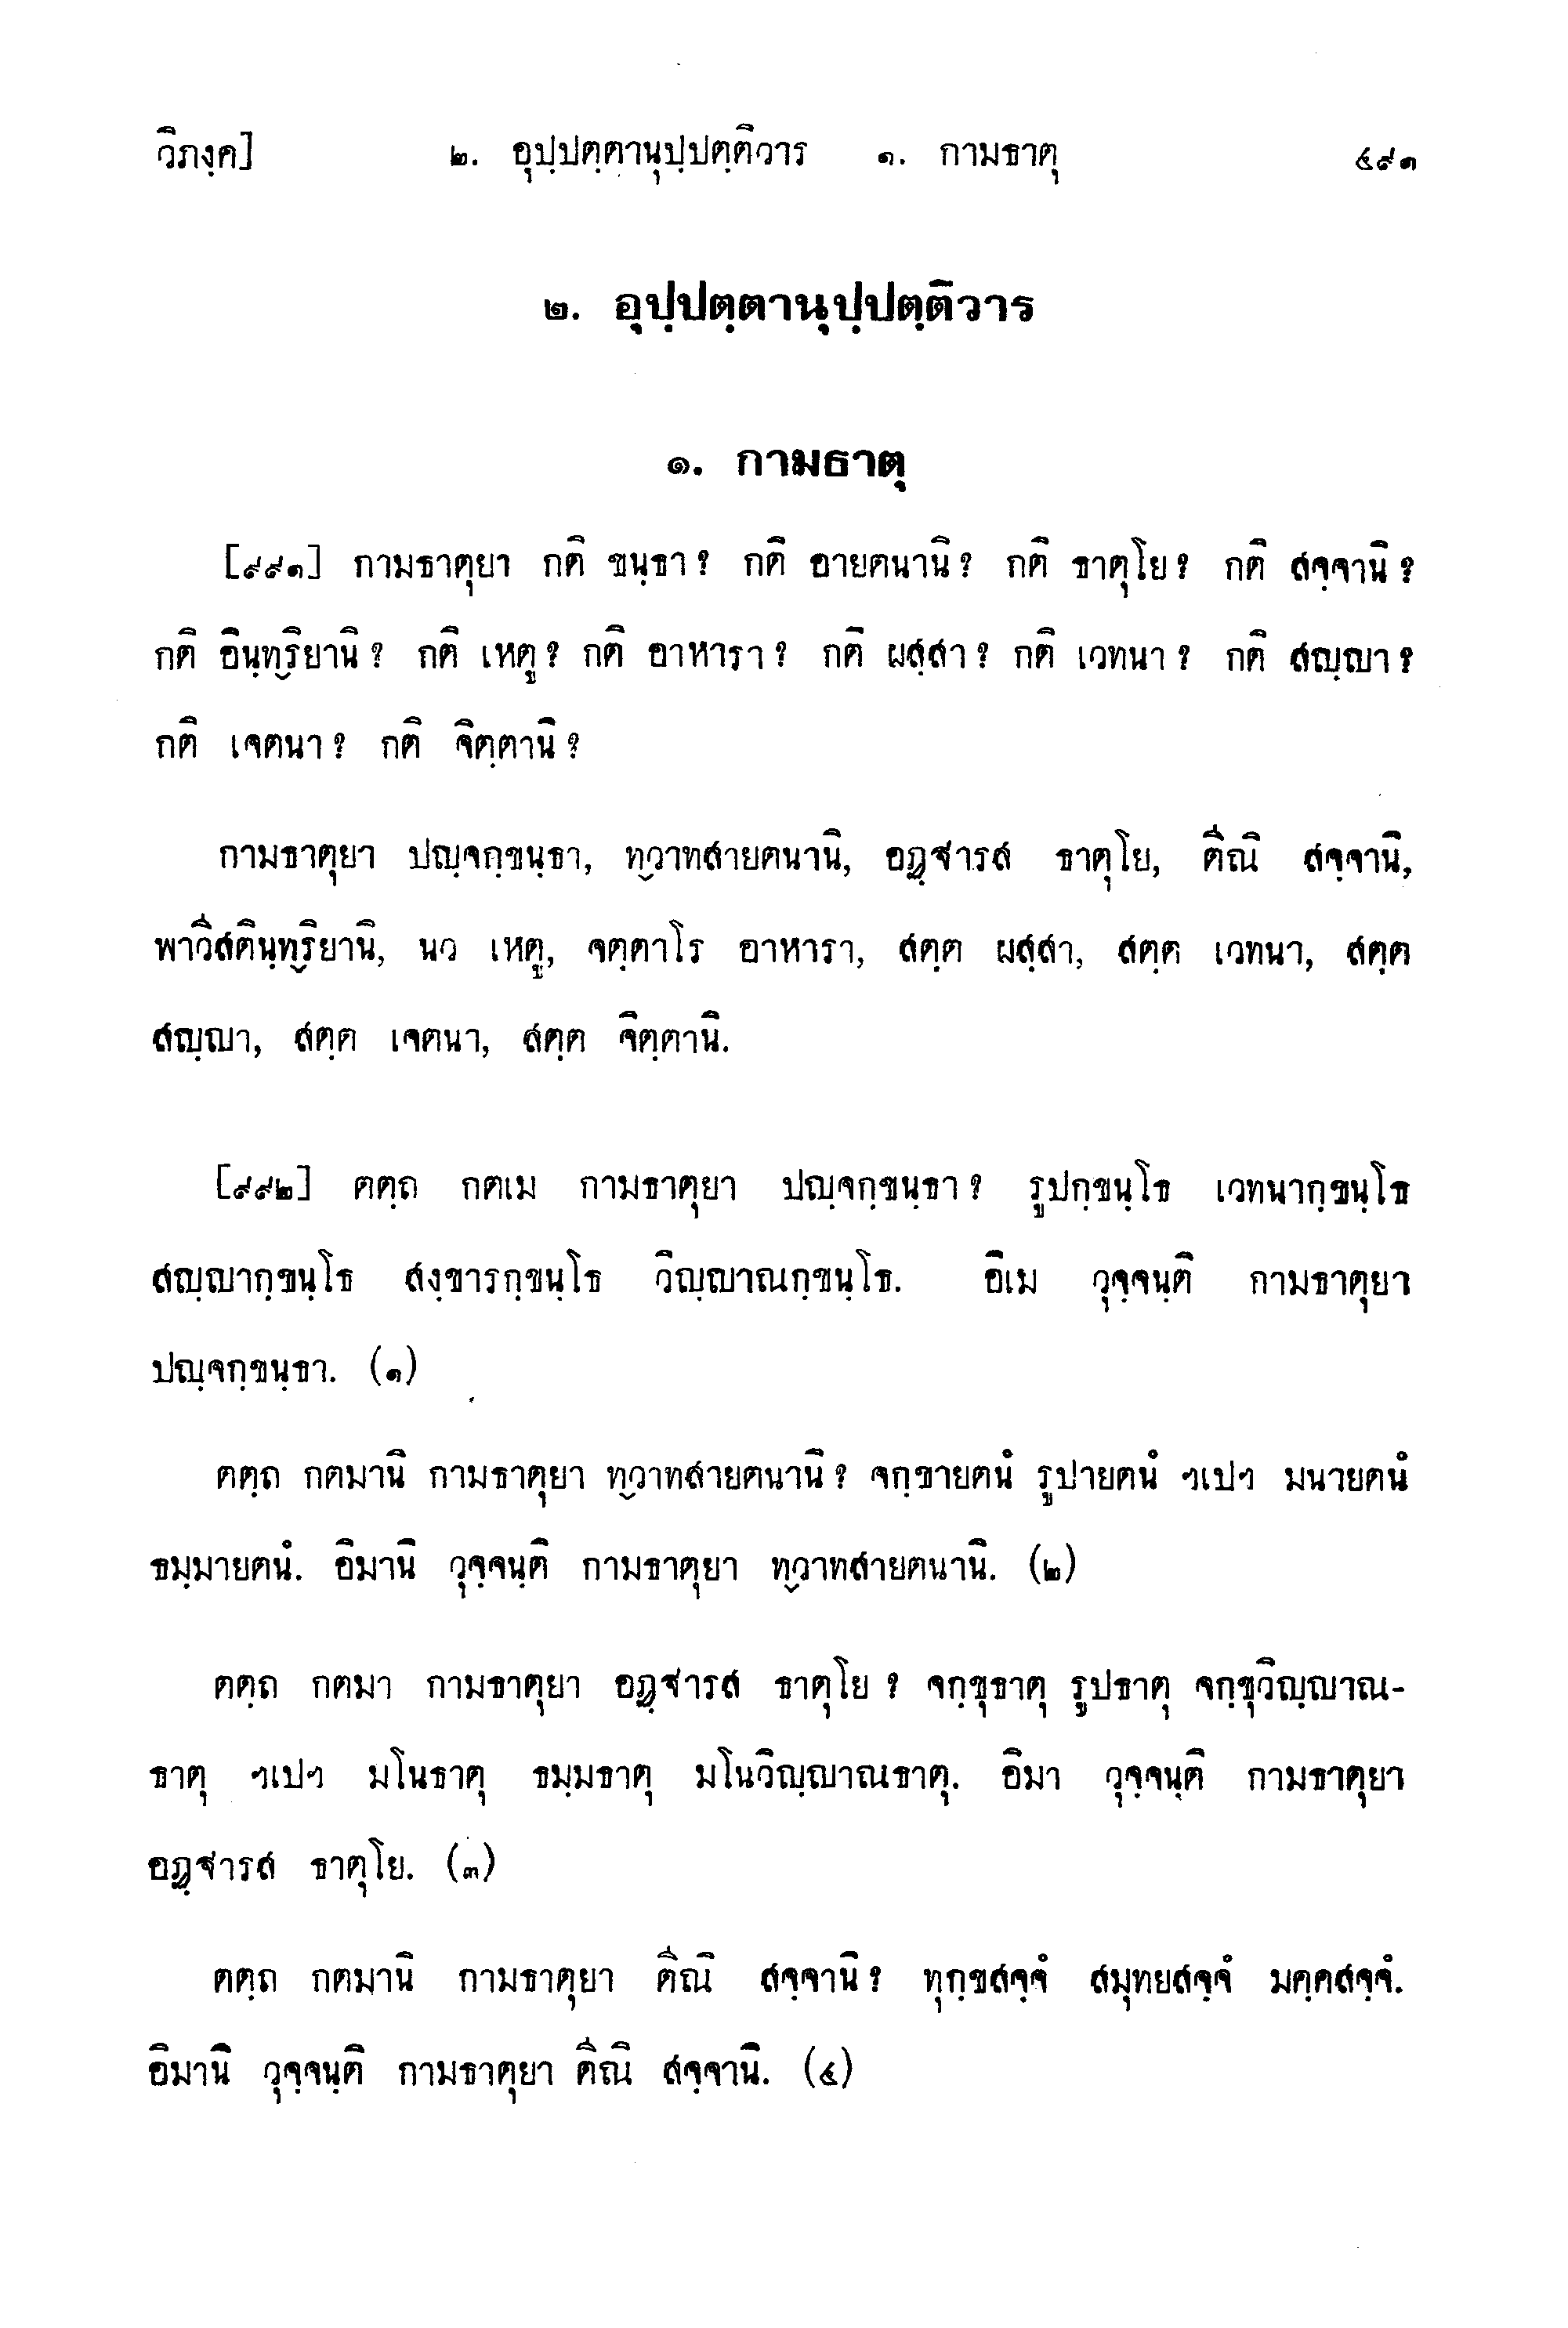 วิภงฺค] ๒. อุปฺปตฺตานุปฺปตฺติวาร ๑. กามธาตุ ๔๙๑
๒. อุปฺปตฺตานุปฺปตฺติวาร
๑. กามธาตุ
[๙๙๑] กามธาตุยา กติ ขนฺธา? กติ อายตนานิ? กติ ธาตุโย? กติ สจฺจานิ?
กติ อินฺทฺริยานิ? กติ เหตู? กติ อาหารา? กติ ผสฺสา? กติ เวทนา? กติ สญฺญา?
กติ เจตนา? กติ จิตฺตานิ?
กามธาตุยา ปญฺจกฺขนฺธา, ทฺวาทสายตนานิ, อฏฺฐารส ธาตุโย, ตีณิ สจฺจานิ,
พาวีสตินฺทฺริยานิ, นว เหตู, จตฺตาโร อาหารา, สตฺต ผสฺสา, สตฺต เวทนา, สตฺต
สญฺญา, สตฺต เจตนา, สตฺต จิตฺตานิ.
[๙๙๒] ตตฺถ กตเม กามธาตุยา ปญฺจกฺขนฺธา? รูปกฺขนฺโธ เวทนากฺขนฺโธ
สญฺญากฺขนฺโธ สงฺขารกฺขนฺโธ วิญฺญาณกฺขนฺโธ. อิเม วุจฺจนฺติ กามธาตุยา
ปญฺจกฺขนฺธา. (๑)
ตตฺถ กตมานิ กามธาตุยา ทฺวาทสายตนานิ? จกฺขายตนํ รูปายตนํ ฯเปฯ มนายตนํ
ธมฺมายตนํ. อิมานิ วุจฺจนฺติ กามธาตุยา ทฺวาทสายตนานิ. (๒)
ตตฺถ กตมา กามธาตุยา อฏฺฐารส ธาตุโย? จกฺขุธาตุ รูปธาตุ จกฺขุวิญฺญาณ-
ธาตุ ฯเปฯ มโนธาตุ ธมฺมธาตุ มโนวิญฺญาณธาตุ. อิมา วุจฺจนฺติ กามธาตุยา
อฏฺฐารส ธาตุโย. (๓)
ตตฺถ กตมานิ กามธาตุยา ตีณิ สจฺจานิ? ทุกฺขสจฺจํ สมุทยสจฺจํ มคฺคสจฺจํ.
อิมานิ วุจฺจนฺติ กามธาตุยา ตีณิ สจฺจานิ. (๔)